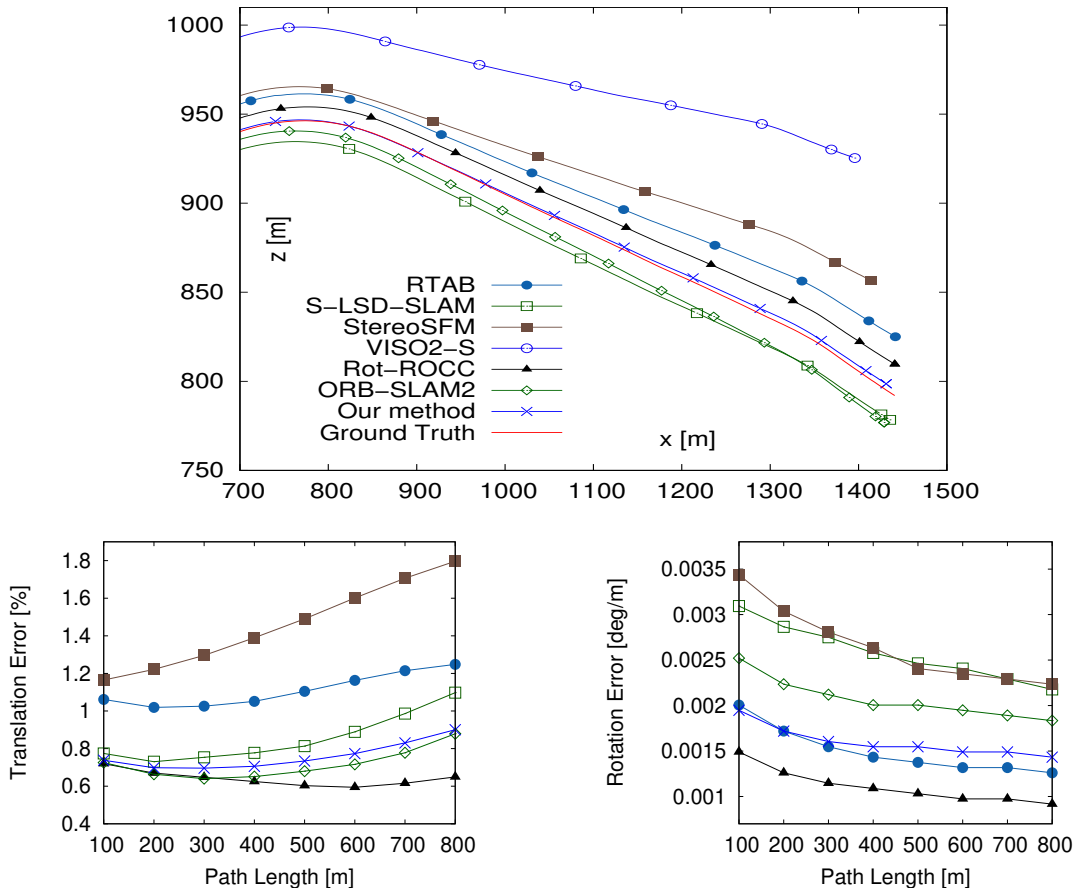 1000
950
900
850
800
750
z [m]
RTAB
S-LSD-SLAM
StereoSFM
VISO2-S
Rot-ROCC
ORB-SLAM2
Our method
Ground Truth
x [m]
700 800 900 1000 1100 1200 1300 1400 1500
1.8
1.6
1.4
1.2
1
0.8
0.6
0.4
Translation Error [%]
100 200 300 400 500 600 700 800
Path Length [m]
0.0035
0.003
0.0025
0.002
0.0015
0.001
Rotation Error [deg/m]
100 200 300 400 500 600 700 800
Path Length [m]